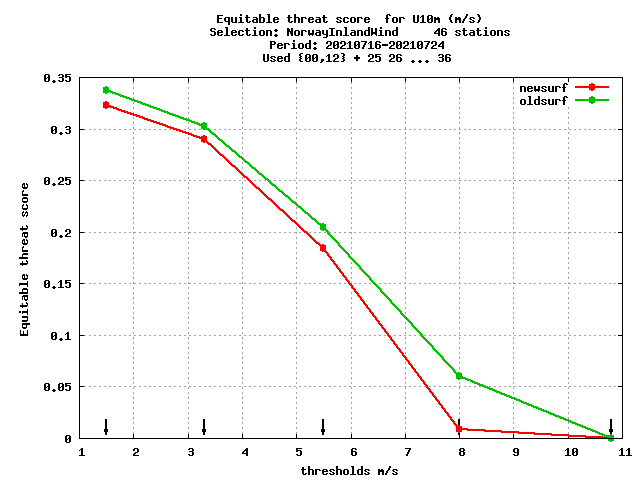 Equitable threat score  for U10m (m/s)
Selection: NorwayInlandWind     46 stations
Period: 20210716-20210724
Used {00,12} + 25 26 ... 36
newsurf
oldsurf
0.35
0.3
0.25
0.2
0.15
0.1
0.05
0
Equitable threat score
1 2 3 4 5 6 7 8 9 10 11
thresholds m/s